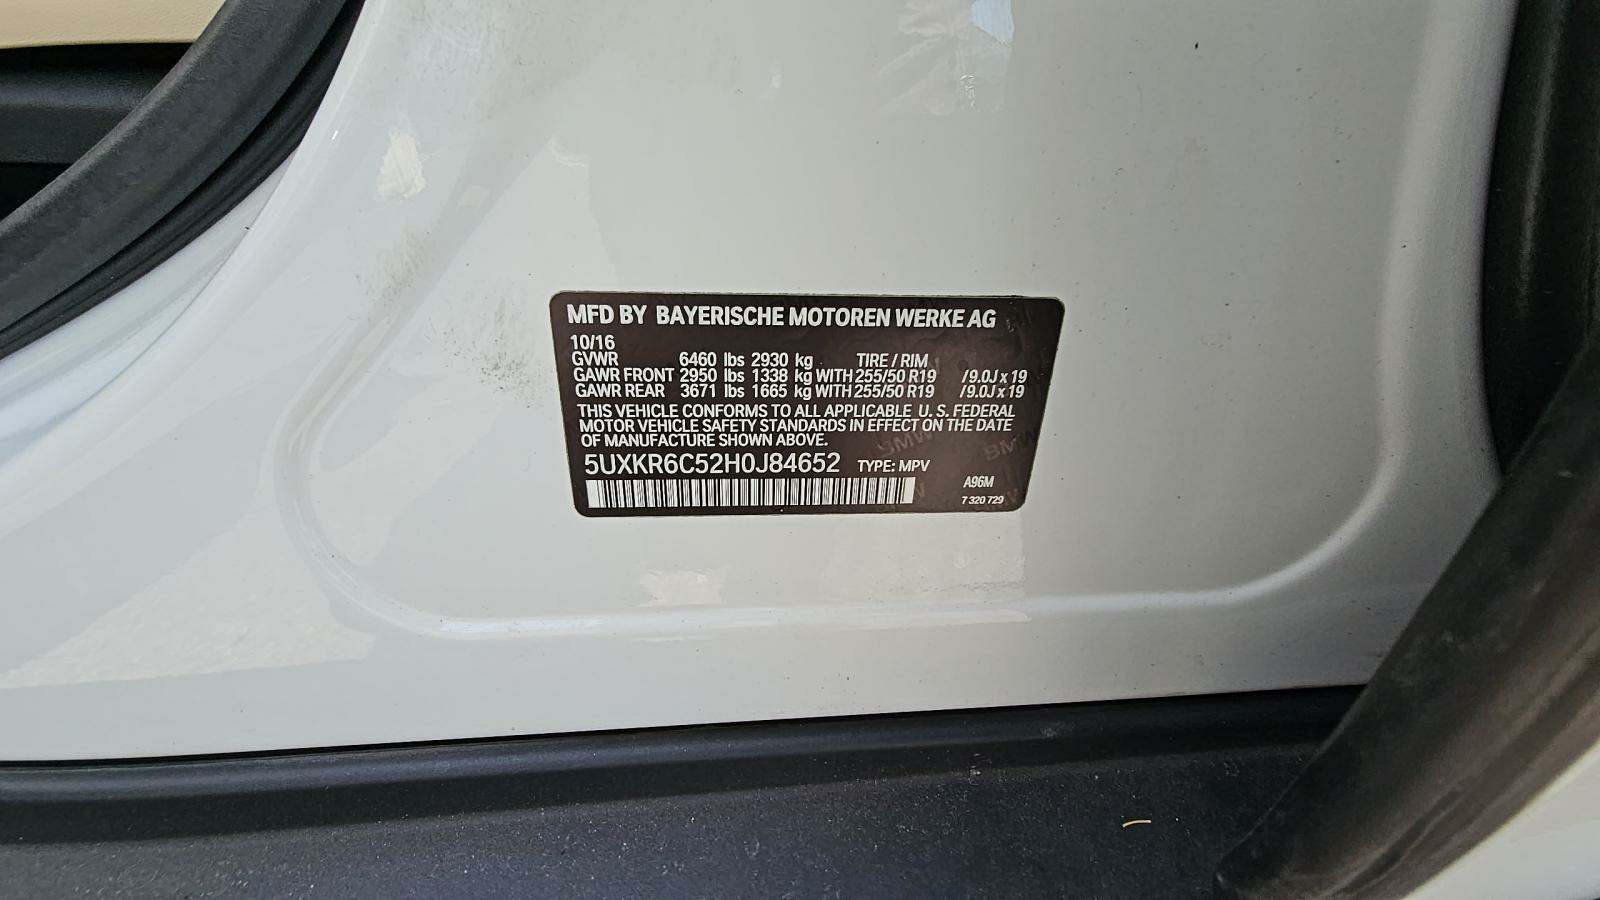 MFD BY BAYERISCHE MOTOREN WERKE AG
10/16
GVWR 6460 lbs 2930 kg TIRE / RIM
GAWR FRONT 2950 lbs 1338 kg WITH 255/50 R19 /9.0J x 19
GAWR REAR 3671 lbs 1665 kg WITH 255/50 R19 /9.0J x 19
THIS VEHICLE CONFORMS TO ALL APPLICABLE U. S. FEDERAL
MOTOR VEHICLE SAFETY STANDARDS IN EFFECT ON THE DATE
OF MANUFACTURE SHOWN ABOVE.
5UXKR6C52H0J84652 TYPE: MPV
A96M
7 320 729
BMW
BMW